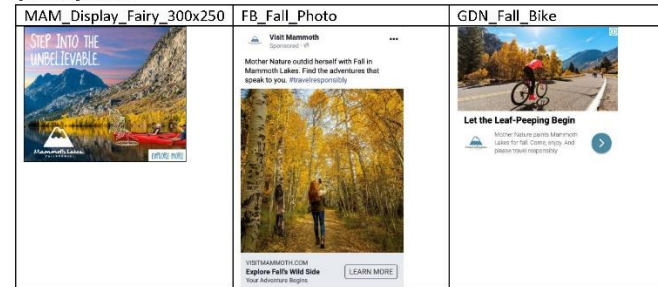 MAM_Display_Fairy_300x250
STEP INTO THE
UNBELIEVABLE.
Mammoth Lakes
CALIFORNIA
EXPLORE MORE
FB_Fall_Photo
Visit Mammoth
Sponsored ·
Mother Nature outdid herself with Fall in
Mammoth Lakes. Find the adventures that
speak to you. #travelresponsibly
VISITMAMMOTH.COM
Explore Fall's Wild Side
Your Adventure Begins
LEARN MORE
GDN_Fall_Bike
Let the Leaf-Peeping Begin
Mother Nature paints Mammoth
Lakes for fall. Come, enjoy. And
please travel responsibly